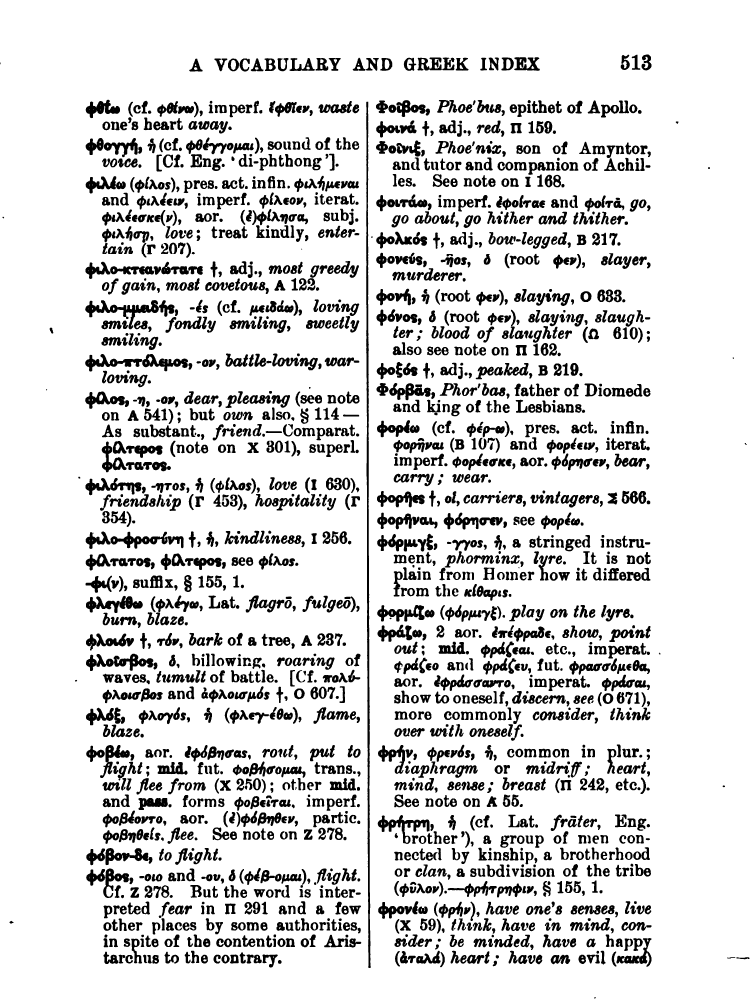 A VOCABULARY AND GREEK INDEX 513
φθίω (cf. φθίνω), imperf. ἔφθιεν, waste
one's heart away.
φθογγή, ἡ (cf. φθέγγομαι), sound of the
voice. [Cf. Eng. 'di-phthong'].
φιλέω (φίλος), pres. act. infin. φιλήμεναι
and φιλέειν, imperf. φίλεον, iterat.
φιλέεσκε(ν), aor. (ἐ)φίλησα, subj.
φιλήσῃ, love; treat kindly, enter-
tain (Γ 207).
φιλο-κτεανώτατε †, adj., most greedy
of gain, most covetous, A 122.
φιλο-μμειδής, -ές (cf. μειδάω), loving
smiles, fondly smiling, sweetly
smiling.
φιλο-πτόλεμος, -ον, battle-loving, war-
loving.
φίλος, -η, -ον, dear, pleasing (see note
on A 541); but own also, § 114—
As substant., friend.—Comparat.
φίλτερος (note on X 301), superl.
φίλτατος.
φιλότης, -ητος, ἡ (φίλος), love (I 630),
friendship (Γ 453), hospitality (Γ
354).
φιλο-φροσύνη †, ἡ, kindliness, I 256.
φίλτατος, φίλτερος, see φίλος.
-φι(ν), suffix, § 155, 1.
φλεγέθω (φλέγω, Lat. flagrō, fulgeō),
burn, blaze.
φλοιόν †, τόν, bark of a tree, A 237.
φλοῖσβος, ὁ, billowing, roaring of
waves, tumult of battle. [Cf. πολύ-
φλοισβος and ἀφλοισμός †, O 607.]
φλόξ, φλογός, ἡ (φλεγ-έθω), flame,
blaze.
φοβέω, aor. ἐφόβησας, rout, put to
flight; mid. fut. φοβήσομαι, trans.,
will flee from (X 250); other mid.
and pass. forms φοβεῖται, imperf.
φοβέοντο, aor. (ἐ)φόβηθεν, partic.
φοβηθείς, flee. See note on Z 278.
φόβον-δε, to flight.
φόβος, -οιο and -ου, ὁ (φέβ-ομαι), flight.
Cf. Z 278. But the word is inter-
preted fear in Π 291 and a few
other places by some authorities,
in spite of the contention of Aris-
tarchus to the contrary.
Φοῖβος, Phoe'bus, epithet of Apollo.
φοινά †, adj., red, Π 159.
Φοῖνιξ, Phoe'nix, son of Amyntor,
and tutor and companion of Achil-
les. See note on I 168.
φοιτάω, imperf. ἐφοίταε and φοίτᾱ, go,
go about, go hither and thither.
φολκός †, adj., bow-legged, B 217.
φονεύς, -ῆος, ὁ (root φεν), slayer,
murderer.
φονή, ἡ (root φεν), slaying, O 633.
φόνος, ὁ (root φεν), slaying, slaugh-
ter; blood of slaughter (Ω 610);
also see note on Π 162.
φοξός †, adj., peaked, B 219.
Φόρβᾱς, Phor'bas, father of Diomede
and king of the Lesbians.
φορέω (cf. φέρ-ω), pres. act. infin.
φορῆναι (B 107) and φορέειν, iterat.
imperf. φορέεσκε, aor. φόρησεν, bear,
carry; wear.
φορῆες †, οἱ, carriers, vintagers, Σ 566.
φορῆναι, φόρησεν, see φορέω.
φόρμιγξ, -γγος, ἡ, a stringed instru-
ment, phorminx, lyre. It is not
plain from Homer how it differed
from the κίθαρις.
φορμίζω (φόρμιγξ), play on the lyre.
φράζω, 2 aor. ἐπέφραδε, show, point
out; mid. φράζεαι, etc., imperat.
φράζεο and φράζευ, fut. φρασσόμεθα,
aor. ἐφράσσαντο, imperat. φράσαι,
show to oneself, discern, see (O 671),
more commonly consider, think
over with oneself.
φρήν, φρενός, ἡ, common in plur.;
diaphragm or midriff; heart,
mind, sense; breast (Π 242, etc.).
See note on A 55.
φρήτρη, ἡ (cf. Lat. frāter, Eng.
'brother'), a group of men con-
nected by kinship, a brotherhood
or clan, a subdivision of the tribe
(φῦλον).—φρήτρηφιν, § 155, 1.
φρονέω (φρήν), have one's senses, live
(X 59), think, have in mind, con-
sider; be minded, have a happy
(ἀταλά) heart; have an evil (κακά)